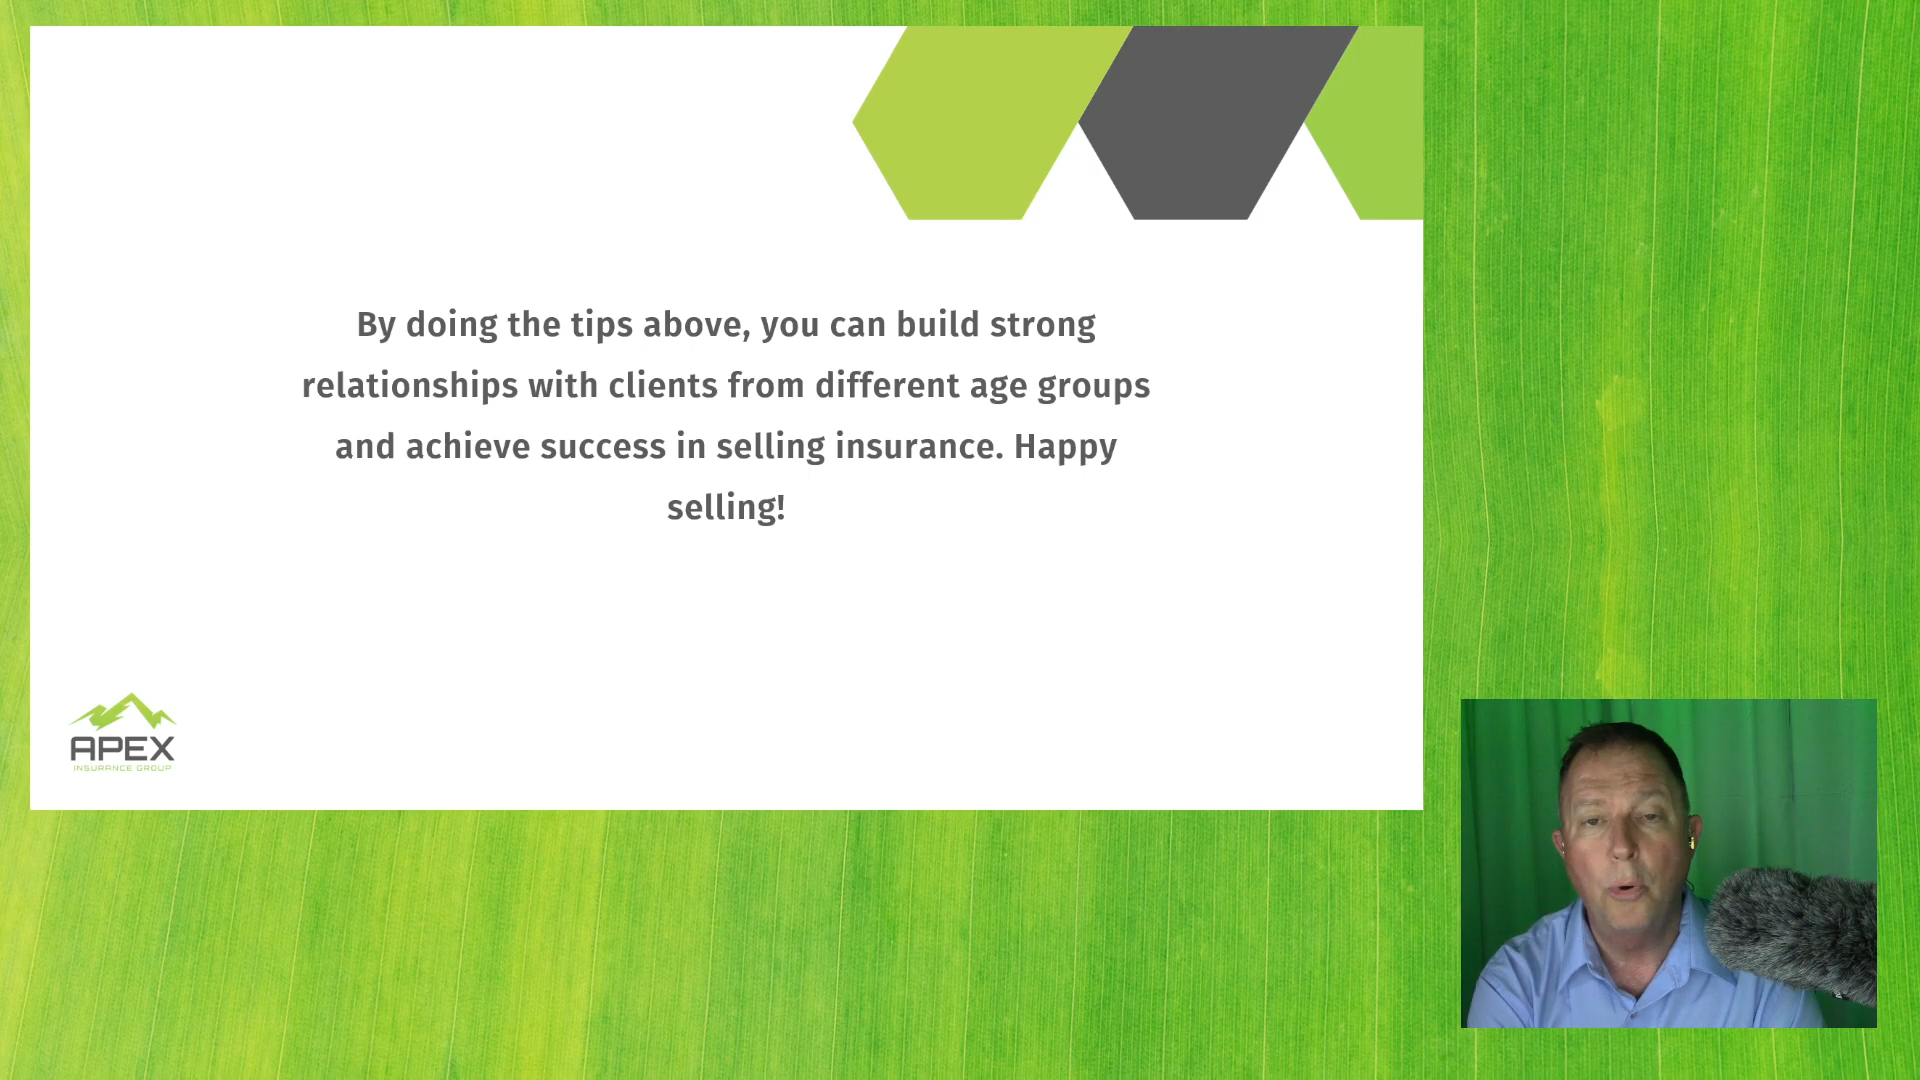 By doing the tips above, you can build strong
relationships with clients from different age groups
and achieve success in selling insurance. Happy
selling!
APEX
INSURANCE GROUP